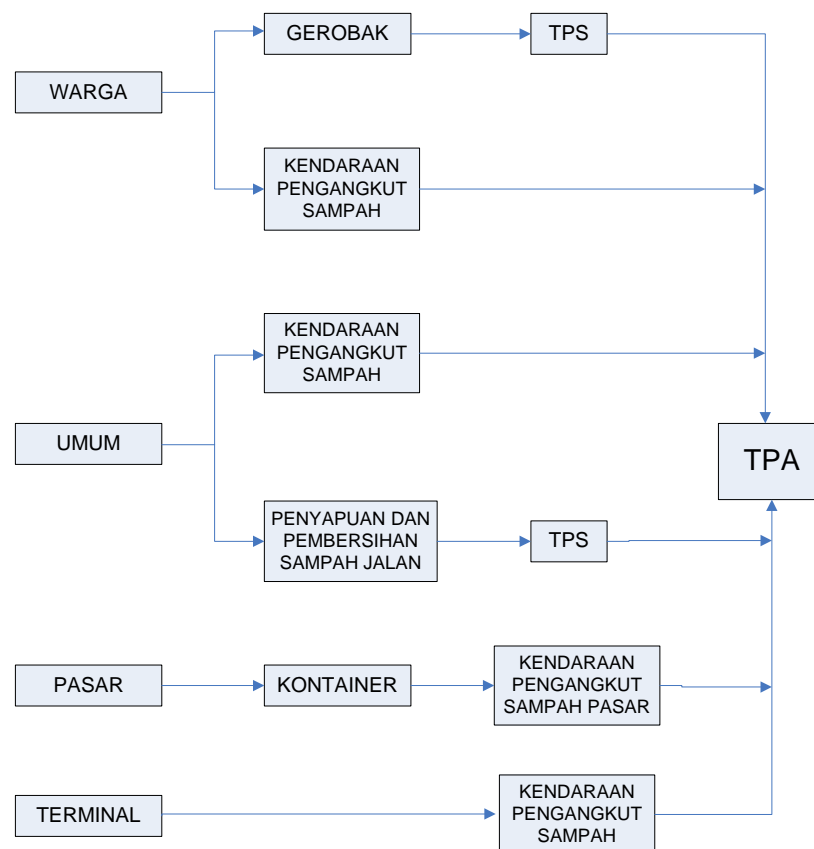 GEROBAK
TPS
WARGA
KENDARAAN
PENGANGKUT
SAMPAH
KENDARAAN
PENGANGKUT
SAMPAH
UMUM
TPA
PENYAPUAN DAN
PEMBERSIHAN
SAMPAH JALAN
TPS
PASAR
KONTAINER
KENDARAAN
PENGANGKUT
SAMPAH PASAR
TERMINAL
KENDARAAN
PENGANGKUT
SAMPAH